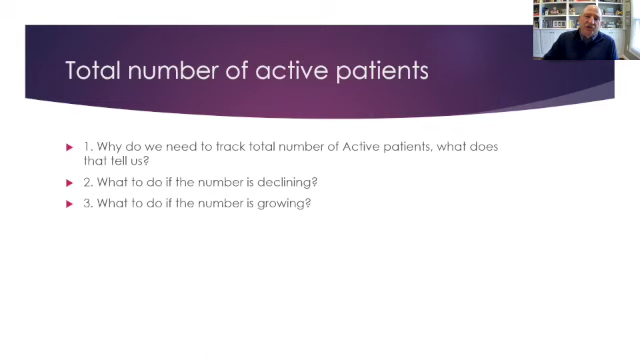 Total number of active patients
1. Why do we need to track total number of Active patients, what does
that tell us?
2. What to do if the number is declining?
3. What to do if the number is growing?